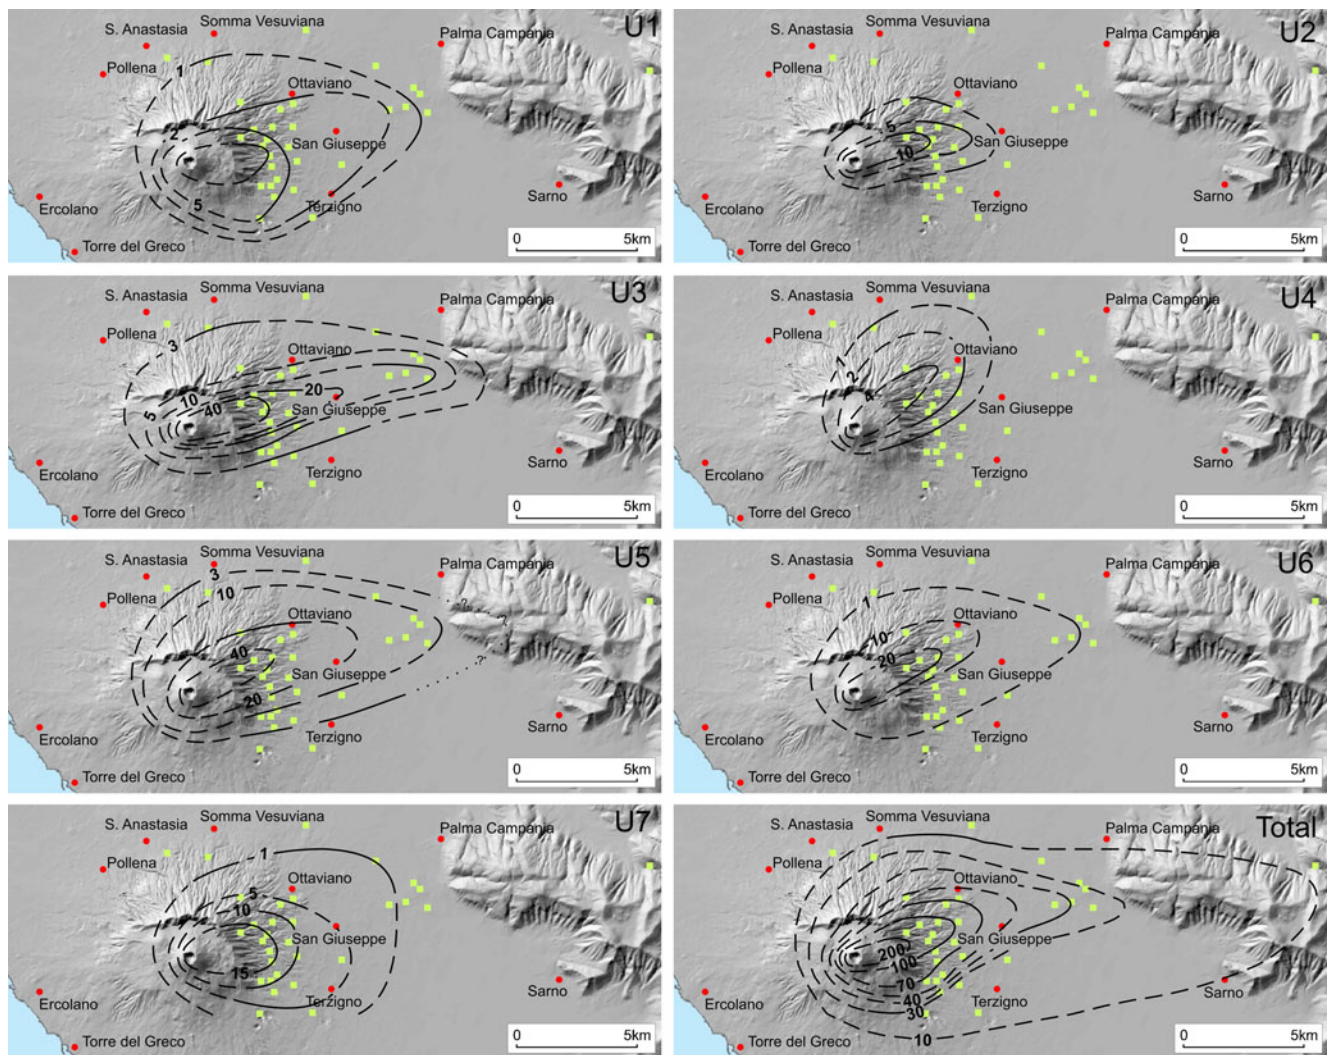 Somma Vesuviana
S. Anastasia
Palma Campania
U1
Pollena
1
Ottaviano
2
San Giuseppe
5
Ercolano
Terzigno
Sarno
Torre del Greco
0 5km
Somma Vesuviana
S. Anastasia
Palma Campania
U2
Pollena
Ottaviano
5
San Giuseppe
10
Ercolano
Terzigno
Sarno
Torre del Greco
0 5km
Somma Vesuviana
S. Anastasia
Palma Campania
U3
Pollena
3
Ottaviano
20
10
5
40
San Giuseppe
Ercolano
Terzigno
Sarno
Torre del Greco
0 5km
Somma Vesuviana
S. Anastasia
Palma Campania
U4
Pollena
1
Ottaviano
2
4
San Giuseppe
Ercolano
Terzigno
Sarno
Torre del Greco
0 5km
Somma Vesuviana
S. Anastasia
Palma Campania
U5
3
Pollena
10
?
Ottaviano
?
40
San Giuseppe
?
20
Ercolano
Terzigno
Sarno
Torre del Greco
0 5km
Somma Vesuviana
S. Anastasia
Palma Campania
U6
Pollena
1
Ottaviano
10
20
San Giuseppe
Ercolano
Terzigno
Sarno
Torre del Greco
0 5km
Somma Vesuviana
S. Anastasia
Palma Campania
U7
Pollena
1
Ottaviano
5
10
San Giuseppe
15
Ercolano
Terzigno
Sarno
Torre del Greco
0 5km
Somma Vesuviana
S. Anastasia
Palma Campania
Total
Pollena
Ottaviano
San Giuseppe
200
100
70
40
30
10
Ercolano
Terzigno
Sarno
Torre del Greco
0 5km